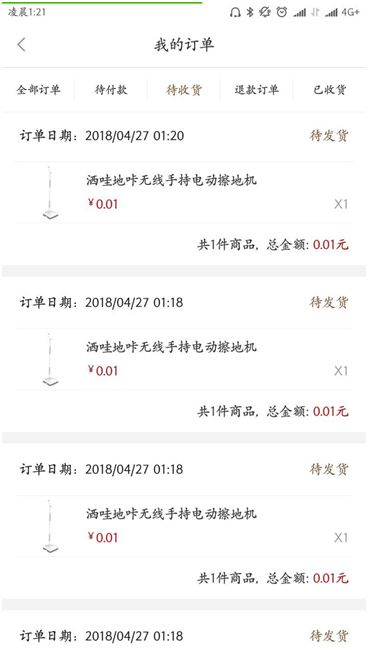 凌晨1:21 4G+
我的订单
全部订单 待付款 待收货 退款订单 已收货
订单日期：2018/04/27 01:20 待发货
洒哇地咔无线手持电动擦地机
￥0.01 X1
共1件商品，总金额: 0.01元
订单日期：2018/04/27 01:18 待发货
洒哇地咔无线手持电动擦地机
￥0.01 X1
共1件商品，总金额: 0.01元
订单日期：2018/04/27 01:18 待发货
洒哇地咔无线手持电动擦地机
￥0.01 X1
共1件商品，总金额: 0.01元
订单日期：2018/04/27 01:18 待发货